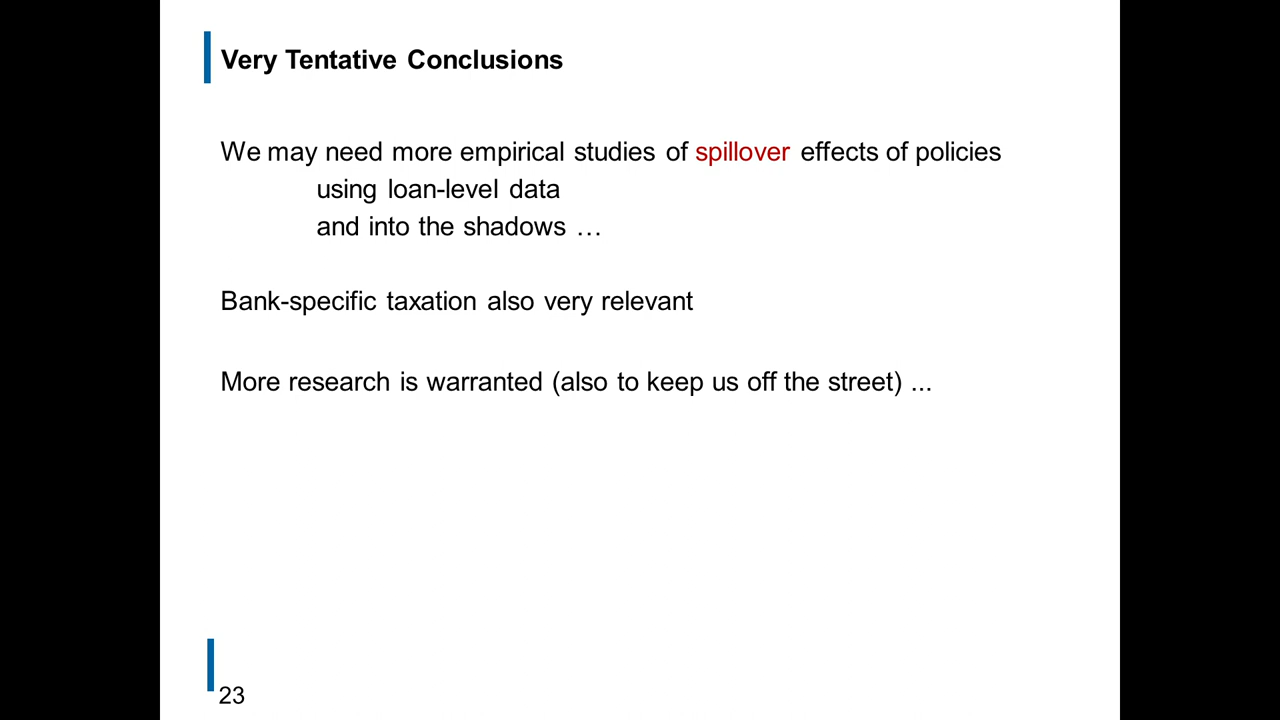 Very Tentative Conclusions
We may need more empirical studies of spillover effects of policies
using loan-level data
and into the shadows …
Bank-specific taxation also very relevant
More research is warranted (also to keep us off the street) ...
23